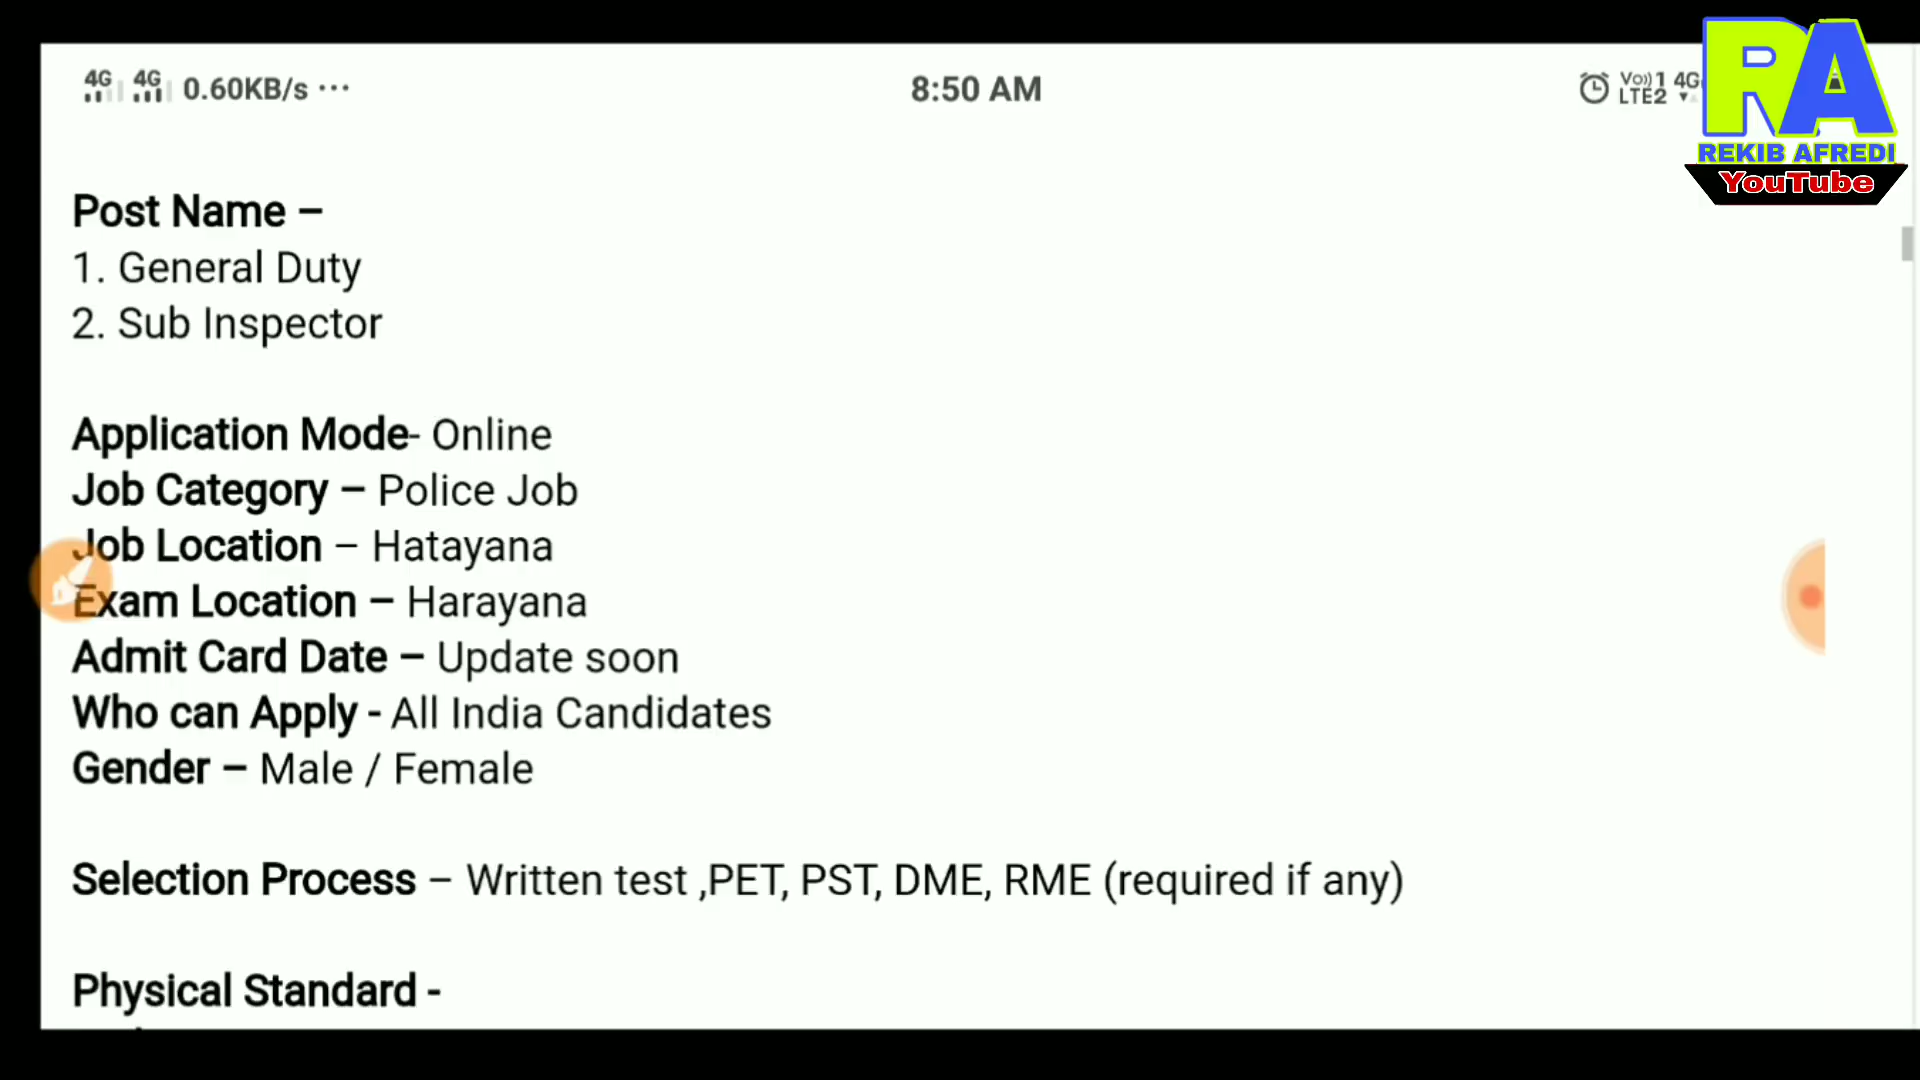 4G 4G 0.60KB/s ... 8:50 AM Vo)) 1 4G
LTE2
RA
REKIB AFREDI
YouTube
Post Name –
1. General Duty
2. Sub Inspector
Application Mode- Online
Job Category – Police Job
Job Location – Hatayana
Exam Location – Harayana
Admit Card Date – Update soon
Who can Apply - All India Candidates
Gender – Male / Female
Selection Process – Written test ,PET, PST, DME, RME (required if any)
Physical Standard -